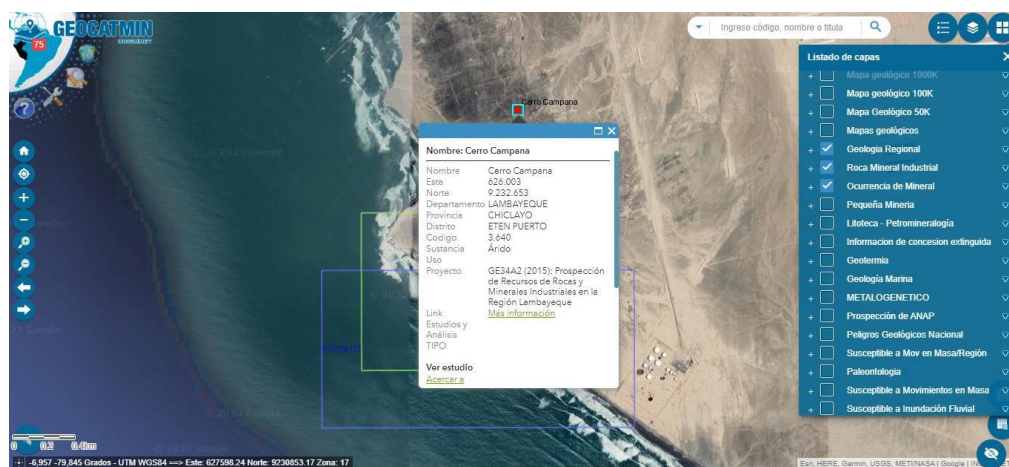 GEOCATMIN
INGEMMET
75
Ingrese código, nombre o titula
Listado de capas
Mapa geológico 1000K
Mapa geológico 100K
Mapa Geológico 50K
Mapas geológicos
Geología Regional
Roca Mineral Industrial
Ocurrencia de Mineral
Pequeña Mineria
Litoteca - Petromineralogía
Informacion de concesion extinguida
Geotermia
Geología Marina
METALOGENETICO
Prospección de ANAP
Peligros Geológicos Nacional
Susceptible a Mov en Masa/Región
Paleontologia
Susceptible a Movimientos en Masa
Susceptible a Inundación Fluvial
Cerro Campana
Nombre: Cerro Campana
Nombre Cerro Campana
Este 626.003
Norte 9.232.653
Departamento LAMBAYEQUE
Provincia CHICLAYO
Distrito ETEN PUERTO
Codigo 3.640
Sustancia Árido
Uso
Proyecto GE34A2 (2015): Prospección
de Recursos de Rocas y
Minerales Industriales en la
Región Lambayeque
Link Más información
Estudios y
Análisis
TIPO
Ver estudio
Acercar a
0 0.2 0.4km
-6,957 -79,845 Grados - UTM WGS84 ==> Este: 627598.24 Norte: 9230853.17 Zona: 17
Esri, HERE, Garmin, USGS, METI/NASA | Google |